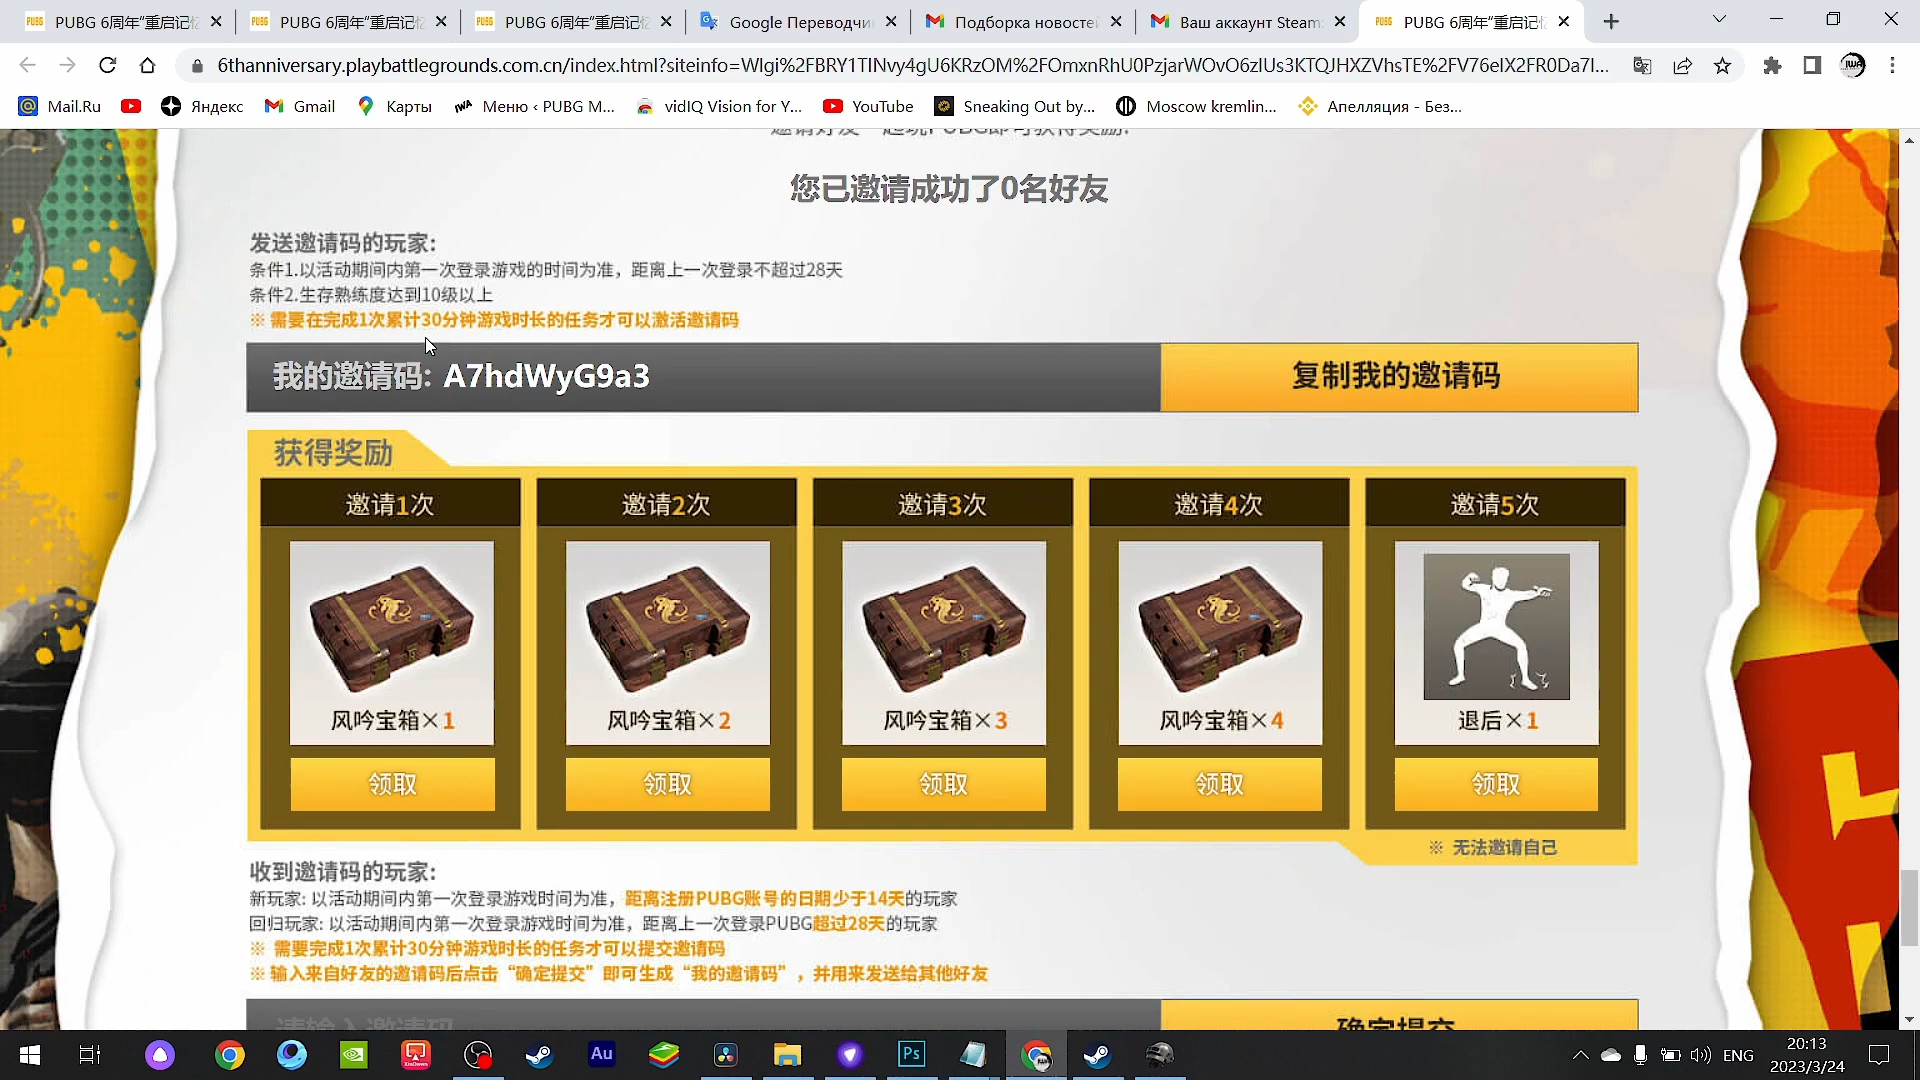 PUBG 6周年“重启记忆
PUBG 6周年“重启记忆
PUBG 6周年“重启记忆
Google Переводчи
Подборка новостей
Ваш аккаунт Steam:
PUBG 6周年“重启记忆
6thanniversary.playbattlegrounds.com.cn/index.html?siteinfo=WIgi%2FBRY1TINvy4gU6KRzOM%2FOmxnRhU0PzjarWOvO6zIUs3KTQJHXZVhsTE%2FV76eIX2FR0Da7I...
Mail.Ru
Яндекс
Gmail
Карты
Меню ‹ PUBG M...
vidIQ Vision for Y...
YouTube
Sneaking Out by...
Moscow kremlin...
Апелляция - Без...
您已邀请成功了0名好友
发送邀请码的玩家:
条件1.以活动期间内第一次登录游戏的时间为准，距离上一次登录不超过28天
条件2.生存熟练度达到10级以上
※ 需要在完成1次累计30分钟游戏时长的任务才可以激活邀请码
我的邀请码: A7hdWyG9a3
复制我的邀请码
获得奖励
邀请1次
邀请2次
邀请3次
邀请4次
邀请5次
风吟宝箱×1
风吟宝箱×2
风吟宝箱×3
风吟宝箱×4
退后×1
领取
领取
领取
领取
领取
※ 无法邀请自己
收到邀请码的玩家:
新玩家: 以活动期间内第一次登录游戏时间为准，距离注册PUBG账号的日期少于14天的玩家
回归玩家: 以活动期间内第一次登录游戏时间为准，距离上一次登录PUBG超过28天的玩家
※ 需要完成1次累计30分钟游戏时长的任务才可以提交邀请码
※ 输入来自好友的邀请码后点击“确定提交”即可生成“我的邀请码”，并用来发送给其他好友
请输入邀请码
确定提交
Au
Ps
ENG
20:13
2023/3/24